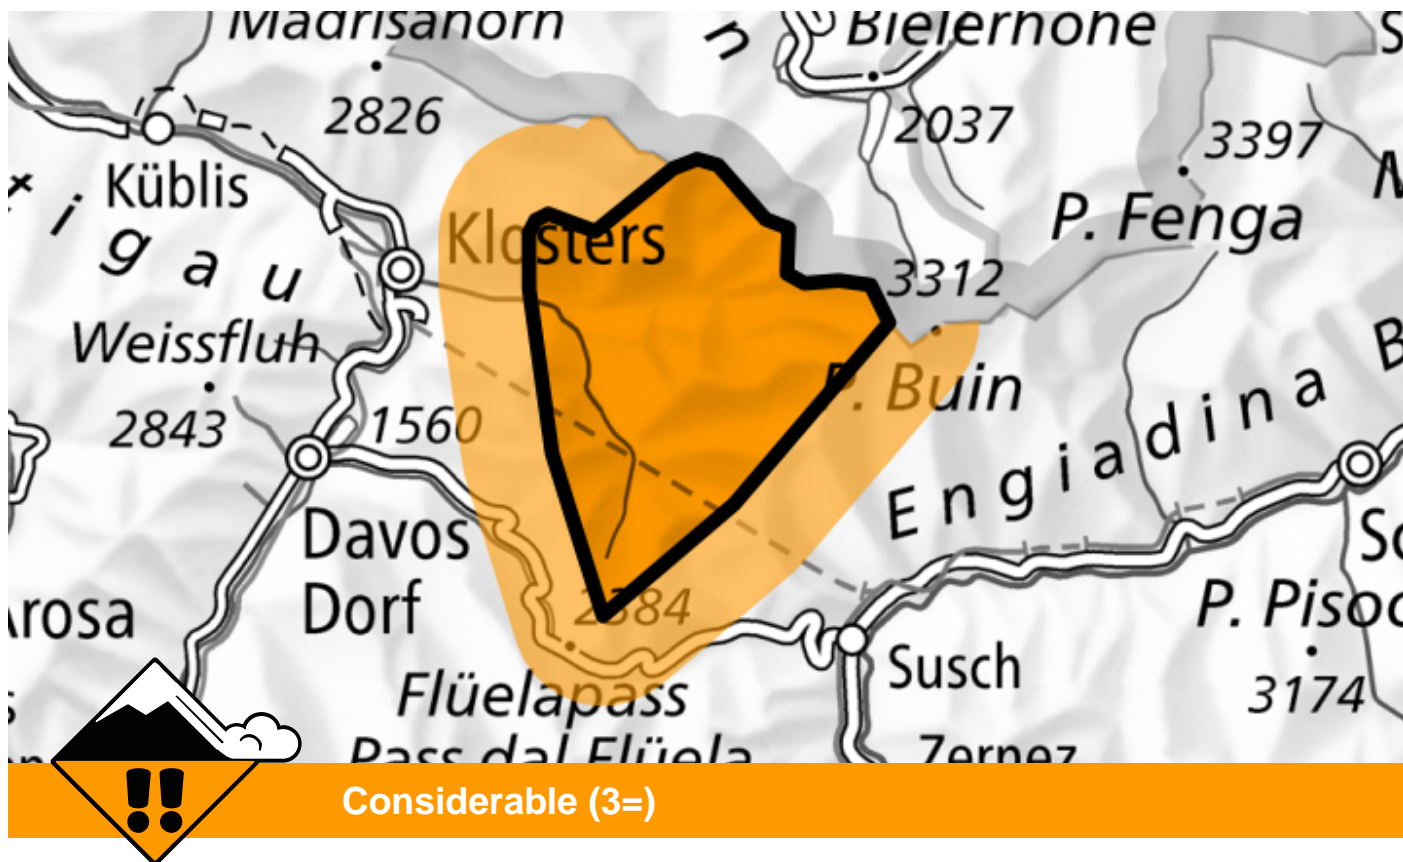 Madrisahorn
n
Bielerhöhe
2826
2037
3397
Küblis
t i g a u
Klosters
P. Fenga
3312
Weissfluh
2843
1560
P. Buin
Engiadina B
Davos
Dorf
Arosa
2384
Susch
P. Pisoc
3174
Flüelapass
Pass dal Flüela
Zernez
Considerable (3=)